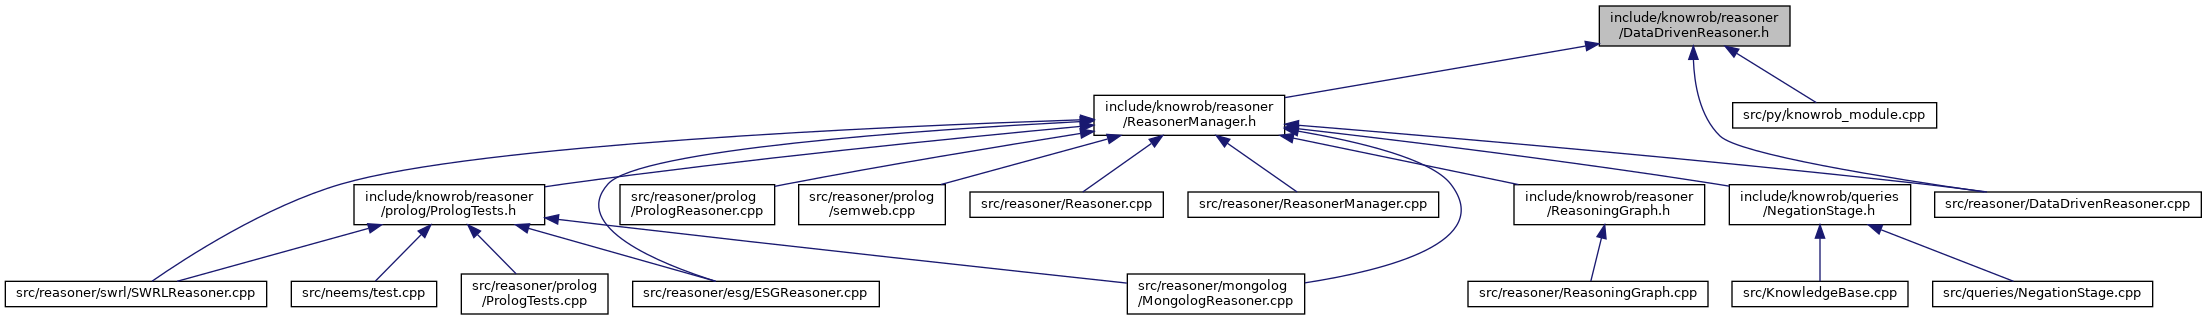 include/knowrob/reasoner
/DataDrivenReasoner.h
include/knowrob/reasoner
/ReasonerManager.h
src/py/knowrob_module.cpp
include/knowrob/reasoner
/prolog/PrologTests.h
src/reasoner/prolog
/PrologReasoner.cpp
src/reasoner/prolog
/semweb.cpp
src/reasoner/Reasoner.cpp
src/reasoner/ReasonerManager.cpp
include/knowrob/reasoner
/ReasoningGraph.h
include/knowrob/queries
/NegationStage.h
src/reasoner/DataDrivenReasoner.cpp
src/reasoner/swrl/SWRLReasoner.cpp
src/neems/test.cpp
src/reasoner/prolog
/PrologTests.cpp
src/reasoner/esg/ESGReasoner.cpp
src/reasoner/mongolog
/MongologReasoner.cpp
src/reasoner/ReasoningGraph.cpp
src/KnowledgeBase.cpp
src/queries/NegationStage.cpp